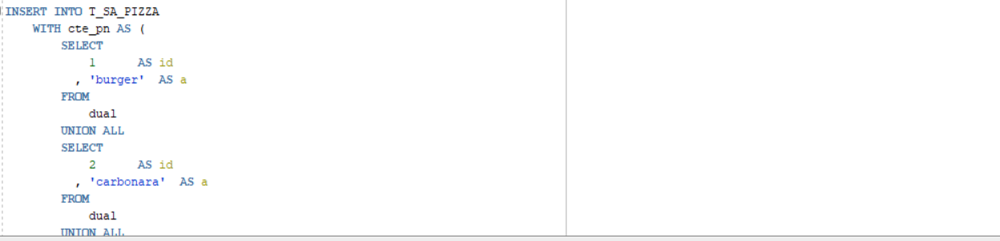 INSERT INTO T_SA_PIZZA
WITH cte_pn AS (
SELECT
1 AS id
, 'burger' AS a
FROM
dual
UNION ALL
SELECT
2 AS id
, 'carbonara' AS a
FROM
dual
UNION ALL